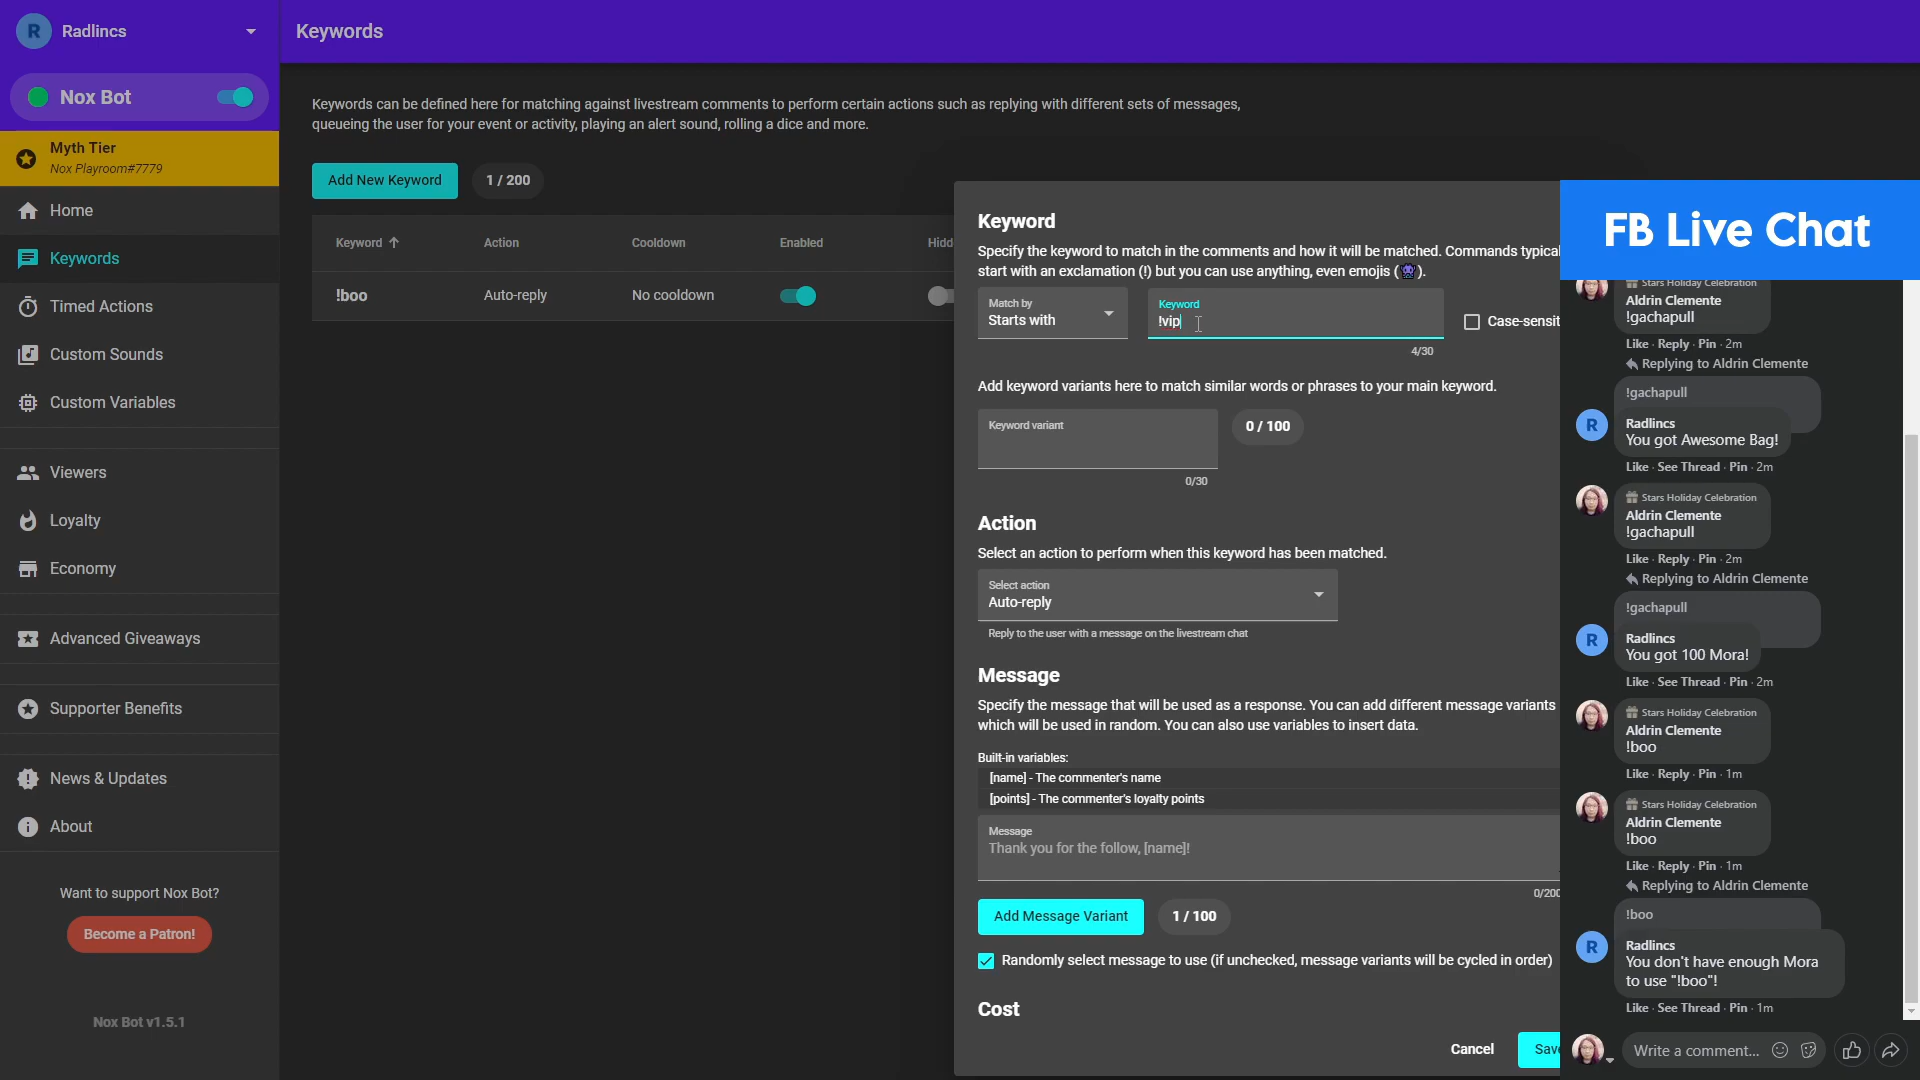 R
Radlincs
Nox Bot
Myth Tier
Nox Playroom#7779
Home
Keywords
Timed Actions
Custom Sounds
Custom Variables
Viewers
Loyalty
Economy
Advanced Giveaways
Supporter Benefits
News & Updates
About
Want to support Nox Bot?
Become a Patron!
Nox Bot v1.5.1
Keywords
Keywords can be defined here for matching against livestream comments to perform certain actions such as replying with different sets of messages,
queueing the user for your event or activity, playing an alert sound, rolling a dice and more.
Add New Keyword
1 / 200
Keyword
Action
Cooldown
Enabled
Hidd
!boo
Auto-reply
No cooldown
Keyword
Specify the keyword to match in the comments and how it will be matched. Commands typical
start with an exclamation (!) but you can use anything, even emojis (👾).
Match by
Starts with
Keyword
!vip
Case-sensit
4/30
Add keyword variants here to match similar words or phrases to your main keyword.
Keyword variant
0 / 100
0/30
Action
Select an action to perform when this keyword has been matched.
Select action
Auto-reply
Reply to the user with a message on the livestream chat
Message
Specify the message that will be used as a response. You can add different message variants
which will be used in random. You can also use variables to insert data.
Built-in variables:
[name] - The commenter's name
[points] - The commenter's loyalty points
Message
Thank you for the follow, [name]!
0/200
Add Message Variant
1 / 100
Randomly select message to use (if unchecked, message variants will be cycled in order)
Cost
Cancel
Save
FB Live Chat
Stars Holiday Celebration
Aldrin Clemente
!gachapull
Like · Reply · Pin · 2m
Replying to Aldrin Clemente
!gachapull
R
Radlincs
You got Awesome Bag!
Like · See Thread · Pin · 2m
Stars Holiday Celebration
Aldrin Clemente
!gachapull
Like · Reply · Pin · 2m
Replying to Aldrin Clemente
!gachapull
R
Radlincs
You got 100 Mora!
Like · See Thread · Pin · 2m
Stars Holiday Celebration
Aldrin Clemente
!boo
Like · Reply · Pin · 1m
Stars Holiday Celebration
Aldrin Clemente
!boo
Like · Reply · Pin · 1m
Replying to Aldrin Clemente
!boo
R
Radlincs
You don't have enough Mora
to use "!boo"!
Like · See Thread · Pin · 1m
Write a comment...